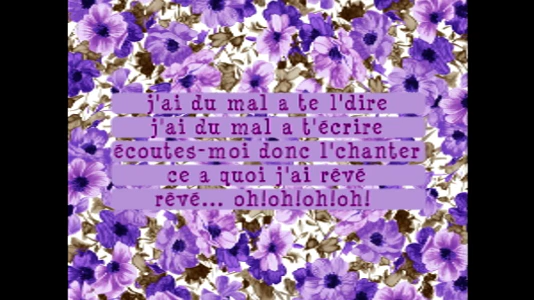 j'ai du mal a te l'dire
j'ai du mal a t'écrire
écoutes-moi donc l'chanter
ce a quoi j'ai rêvé
rêvé... oh!oh!oh!oh!